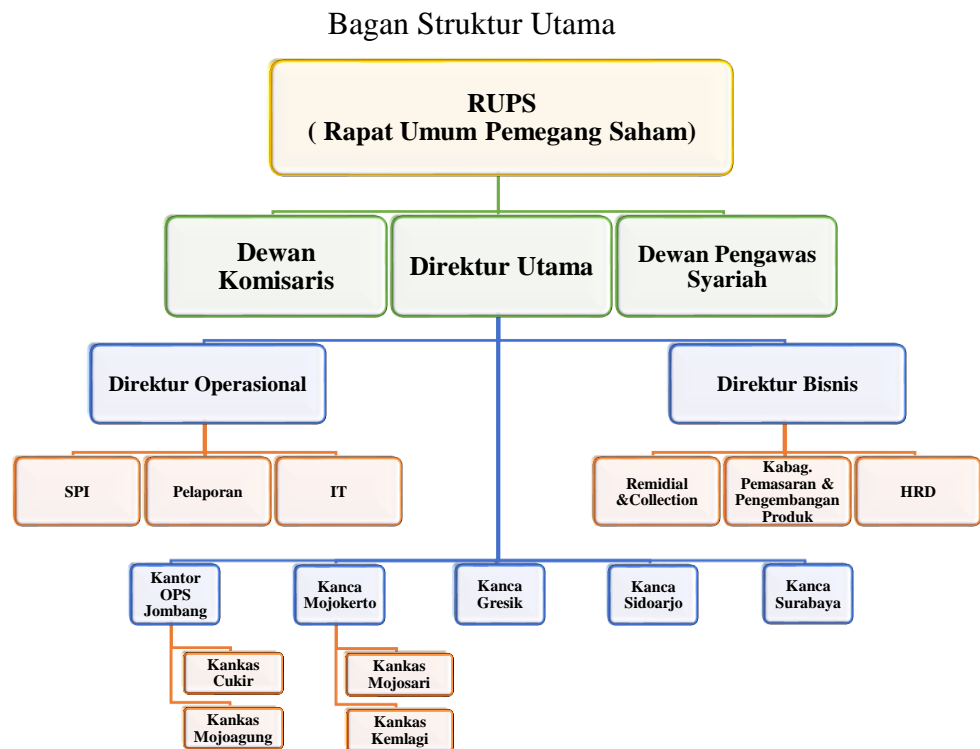 Bagan Struktur Utama
RUPS
( Rapat Umum Pemegang Saham)
Dewan
Komisaris
Direktur Utama
Dewan Pengawas
Syariah
Direktur Operasional
Direktur Bisnis
SPI
Pelaporan
IT
Remidial
&Collection
Kabag.
Pemasaran &
Pengembangan
Produk
HRD
Kantor
OPS
Jombang
Kanca
Mojokerto
Kanca
Gresik
Kanca
Sidoarjo
Kanca
Surabaya
Kankas
Cukir
Kankas
Mojoagung
Kankas
Mojosari
Kankas
Kemlagi